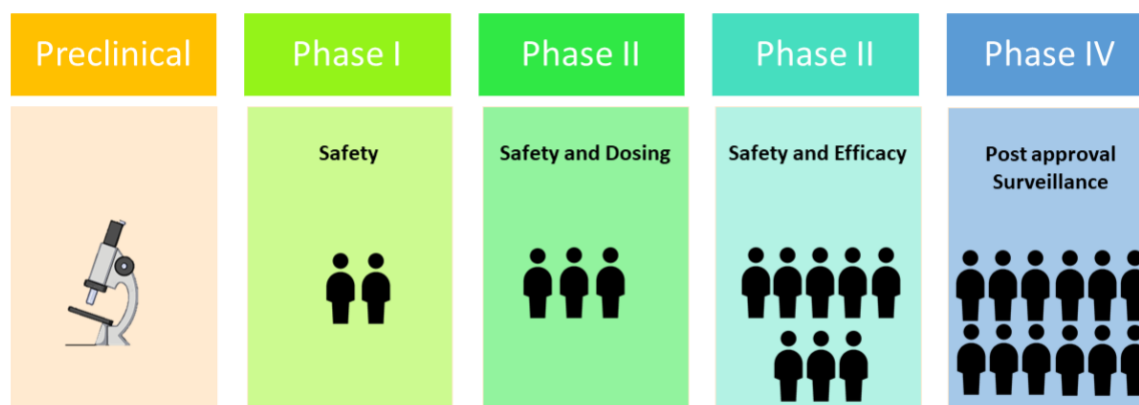 Preclinical
Phase I
Phase II
Phase II
Phase IV
Safety
Safety and Dosing
Safety and Efficacy
Post approval
Surveillance